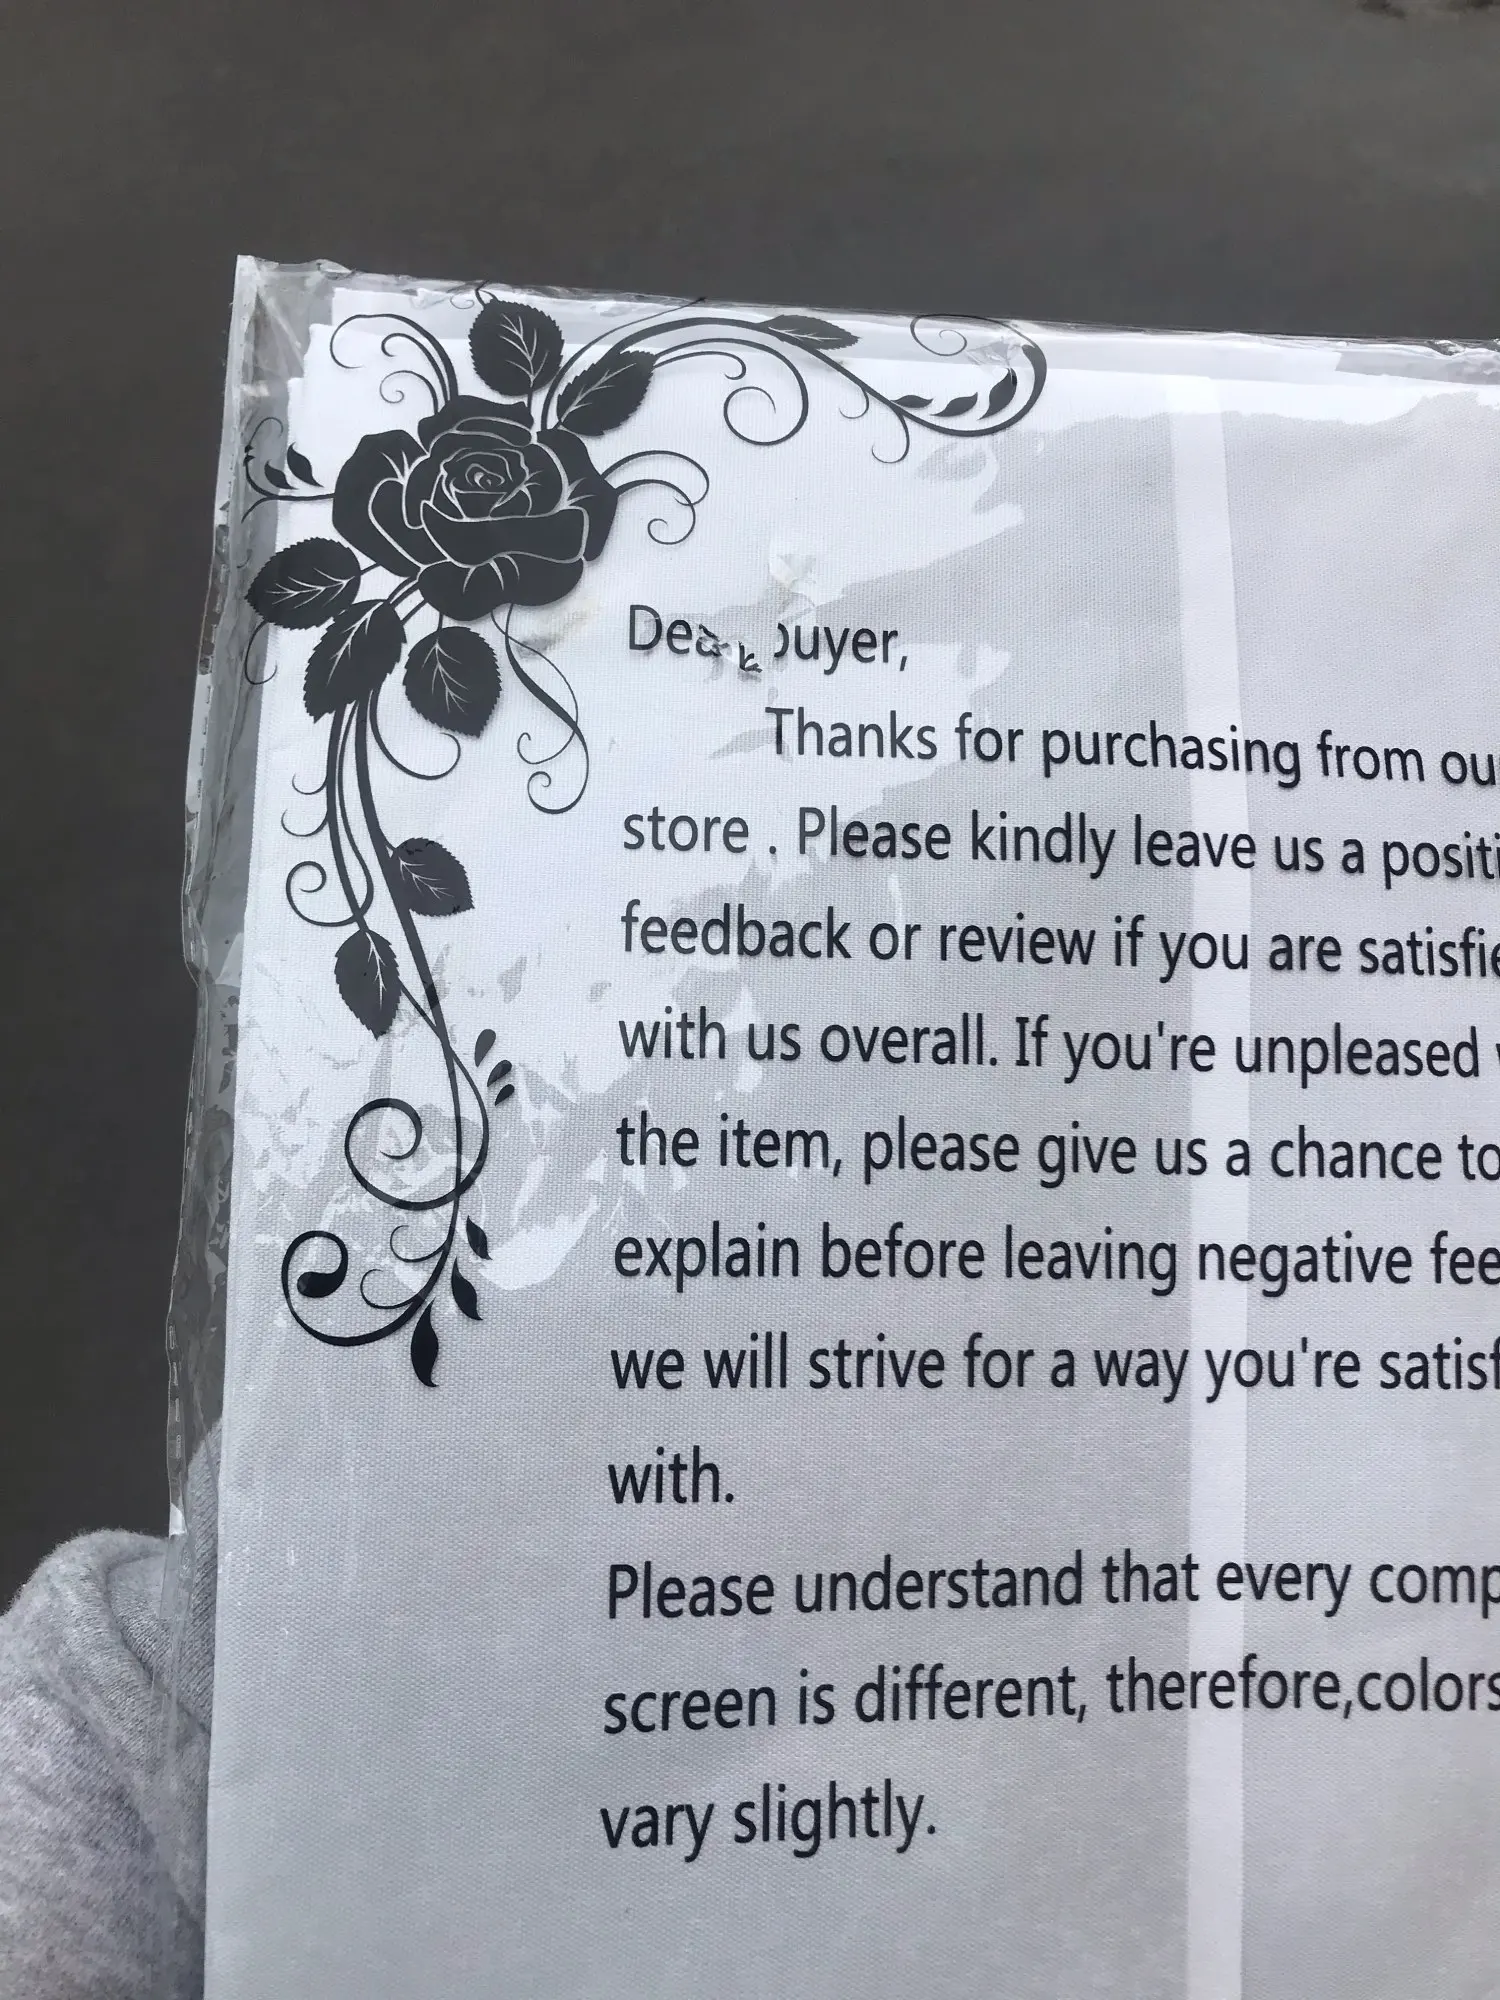 Dear buyer,
Thanks for purchasing from ou
store . Please kindly leave us a positi
feedback or review if you are satisfie
with us overall. If you're unpleased
the item, please give us a chance to
explain before leaving negative fee
we will strive for a way you're satisf
with.
Please understand that every comp
screen is different, therefore,colors
vary slightly.